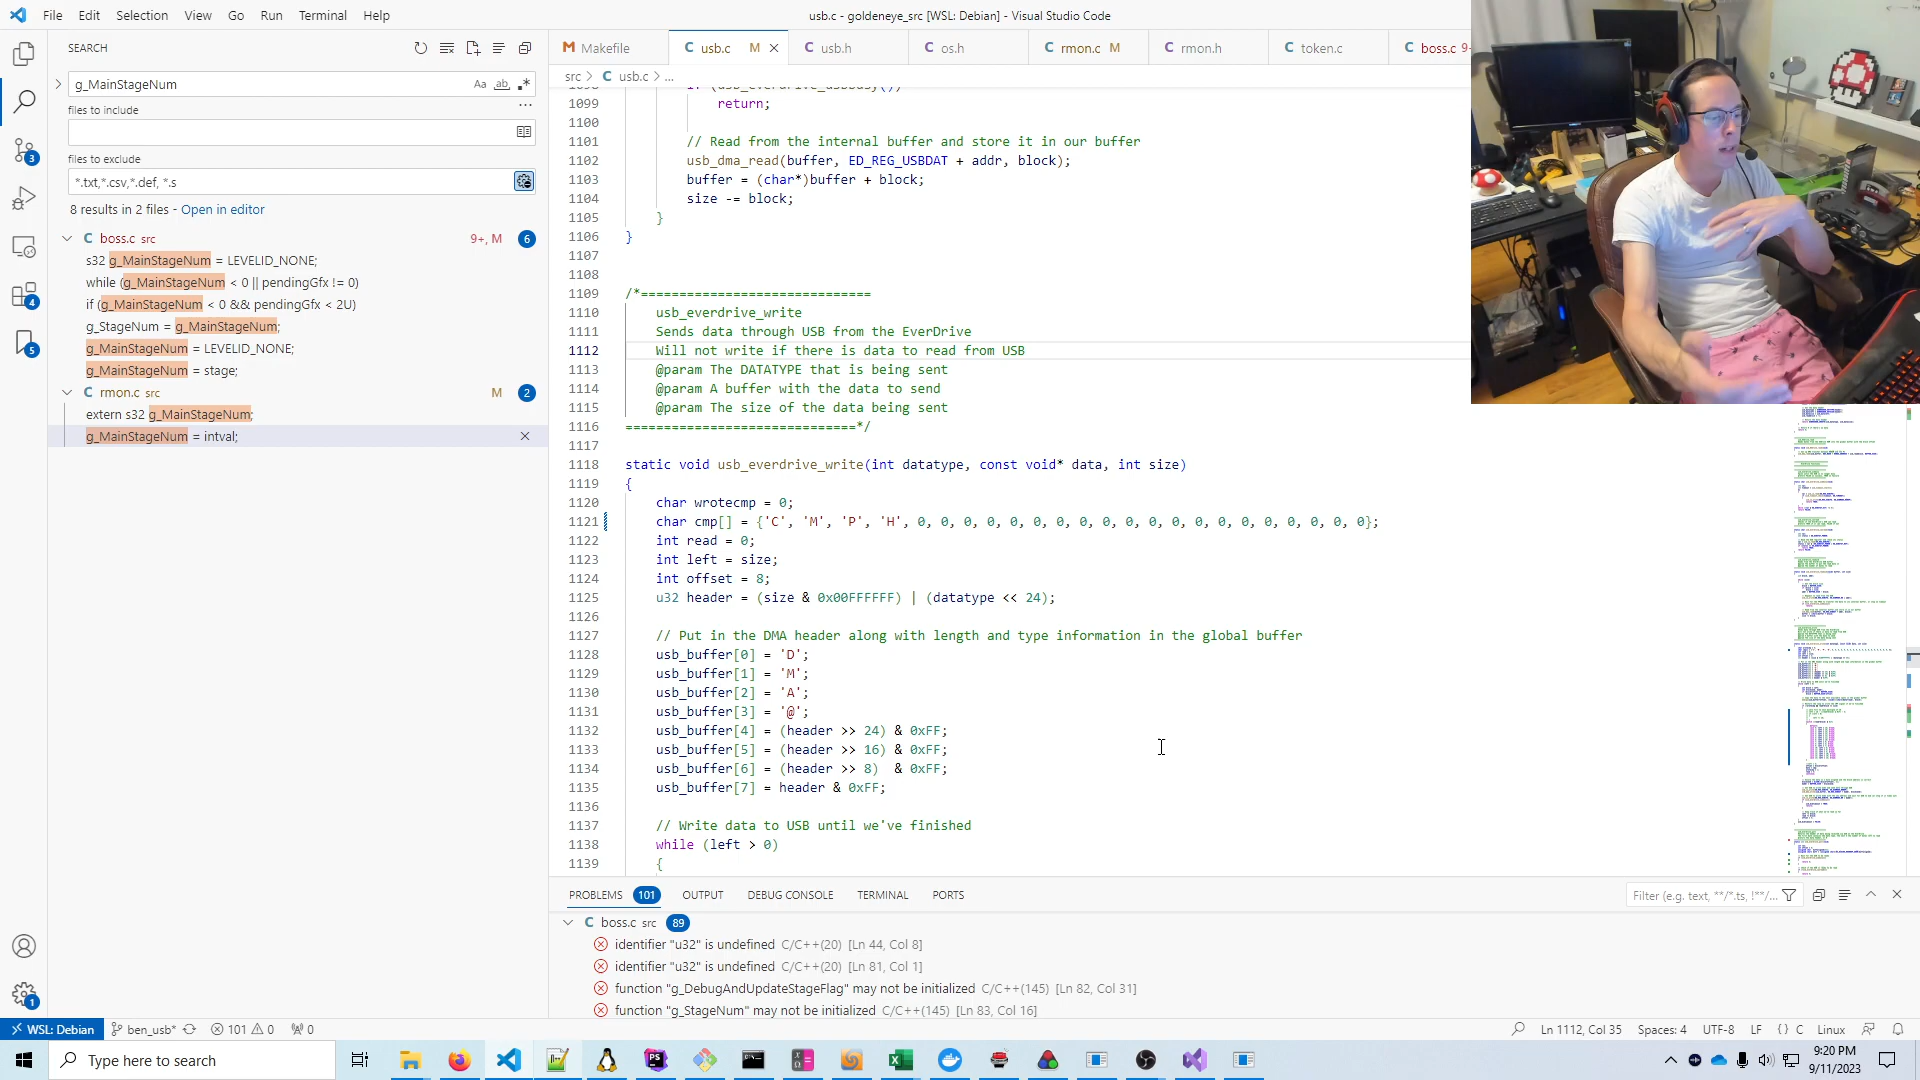 File Edit Selection View Go Run Terminal Help
usb.c - goldeneye_src [WSL: Debian] - Visual Studio Code
SEARCH
g_MainStageNum
Aa ab .*
files to include
files to exclude
*.txt,*.csv,*.def, *.s
8 results in 2 files - Open in editor
C boss.c src 9+, M 6
s32 g_MainStageNum = LEVELID_NONE;
while (g_MainStageNum < 0 || pendingGfx != 0)
if (g_MainStageNum < 0 && pendingGfx < 2U)
g_StageNum = g_MainStageNum;
g_MainStageNum = LEVELID_NONE;
g_MainStageNum = stage;
C rmon.c src M 2
extern s32 g_MainStageNum;
g_MainStageNum = intval;
3
4
5
1
M Makefile C usb.c M C usb.h C os.h C rmon.c M C rmon.h C token.c C boss.c 9+
src > C usb.c > ...
1099 return;
1100
1101 // Read from the internal buffer and store it in our buffer
1102 usb_dma_read(buffer, ED_REG_USBDAT + addr, block);
1103 buffer = (char*)buffer + block;
1104 size -= block;
1105 }
1106 }
1107
1108
1109 /*==============================
1110 usb_everdrive_write
1111 Sends data through USB from the EverDrive
1112 Will not write if there is data to read from USB
1113 @param The DATATYPE that is being sent
1114 @param A buffer with the data to send
1115 @param The size of the data being sent
1116 ==============================*/
1117
1118 static void usb_everdrive_write(int datatype, const void* data, int size)
1119 {
1120 char wrotecmp = 0;
1121 char cmp[] = {'C', 'M', 'P', 'H', 0, 0, 0, 0, 0, 0, 0, 0, 0, 0, 0, 0, 0, 0, 0, 0, 0, 0, 0, 0};
1122 int read = 0;
1123 int left = size;
1124 int offset = 8;
1125 u32 header = (size & 0x00FFFFFF) | (datatype << 24);
1126
1127 // Put in the DMA header along with length and type information in the global buffer
1128 usb_buffer[0] = 'D';
1129 usb_buffer[1] = 'M';
1130 usb_buffer[2] = 'A';
1131 usb_buffer[3] = '@';
1132 usb_buffer[4] = (header >> 24) & 0xFF;
1133 usb_buffer[5] = (header >> 16) & 0xFF;
1134 usb_buffer[6] = (header >> 8) & 0xFF;
1135 usb_buffer[7] = header & 0xFF;
1136
1137 // Write data to USB until we've finished
1138 while (left > 0)
1139 {
PROBLEMS 101 OUTPUT DEBUG CONSOLE TERMINAL PORTS
Filter (e.g. text, **/*.ts, !**/...
C boss.c src 89
identifier "u32" is undefined C/C++(20) [Ln 44, Col 8]
identifier "u32" is undefined C/C++(20) [Ln 81, Col 1]
function "g_DebugAndUpdateStageFlag" may not be initialized C/C++(145) [Ln 82, Col 31]
function "g_StageNum" may not be initialized C/C++(145) [Ln 83, Col 16]
WSL: Debian ben_usb* 101 0 0
Ln 1112, Col 35 Spaces: 4 UTF-8 LF {} C Linux
Type here to search
9:20 PM
9/11/2023